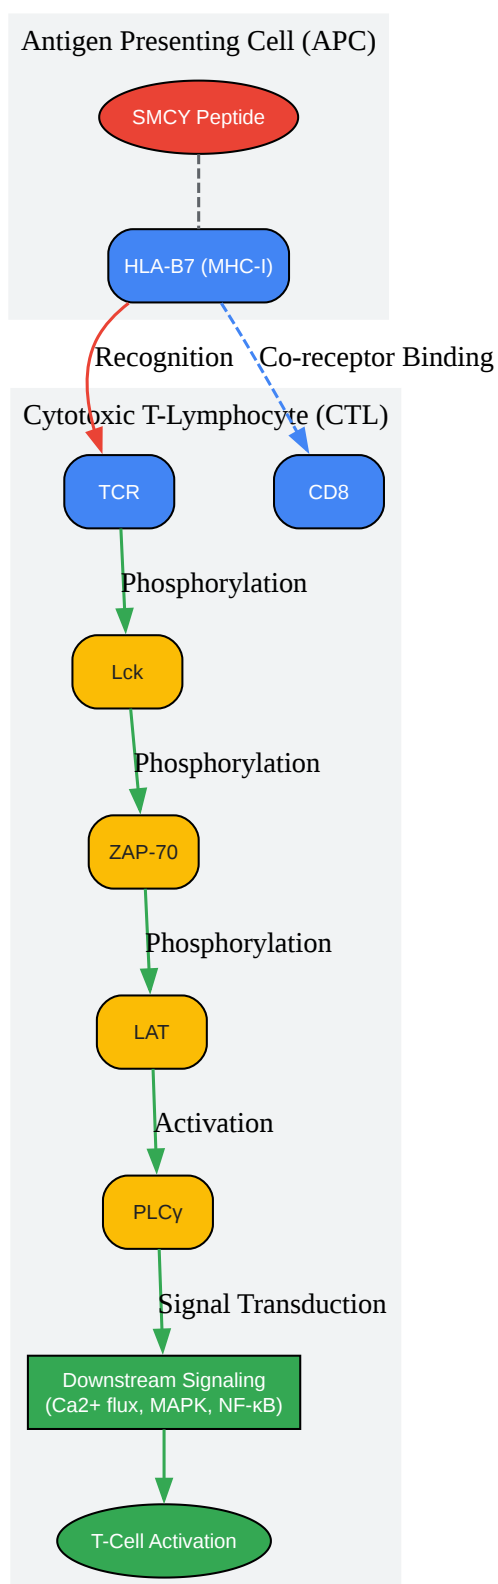 Antigen Presenting Cell (APC)
SMCY Peptide
HLA-B7 (MHC-I)
Recognition
Co-receptor Binding
Cytotoxic T-Lymphocyte (CTL)
TCR
CD8
Phosphorylation
Lck
Phosphorylation
ZAP-70
Phosphorylation
LAT
Activation
PLCγ
Signal Transduction
Downstream Signaling
(Ca2+ flux, MAPK, NF-κB)
T-Cell Activation